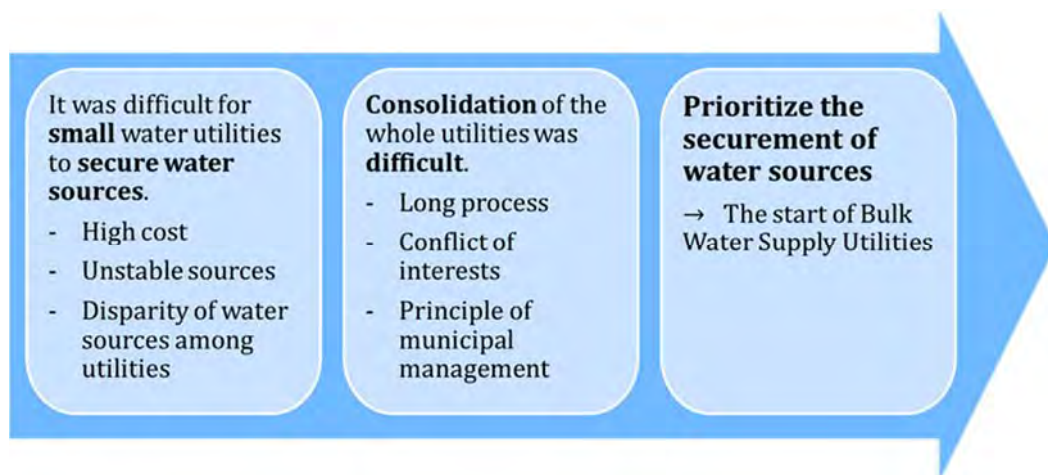 It was difficult for
small water utilities
to secure water
sources.
- High cost
- Unstable sources
- Disparity of water
sources among
utilities
Consolidation of the
whole utilities was
difficult.
- Long process
- Conflict of
interests
- Principle of
municipal
management
Prioritize the
securement of
water sources
→ The start of Bulk
Water Supply Utilities